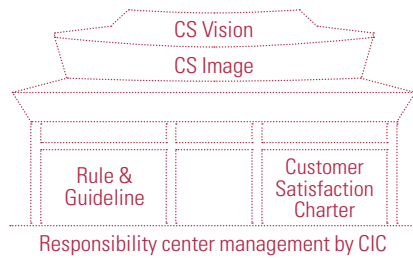 CS Vision
CS Image
Rule &
Guideline
Customer
Satisfaction
Charter
Responsibility center management by CIC